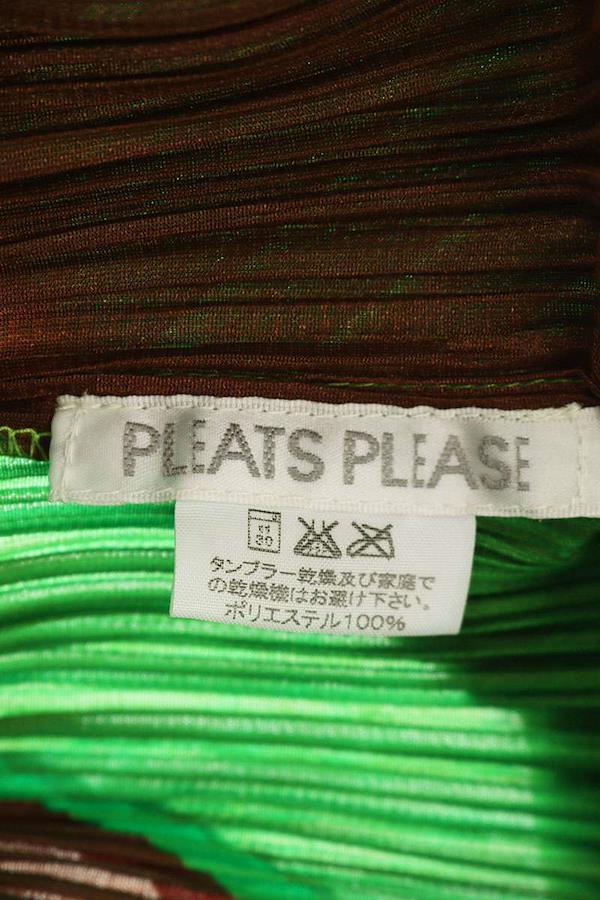 PLEATS PLEASE
タンブラー乾燥及び家庭で
の乾燥機はお避け下さい。
ポリエステル100%